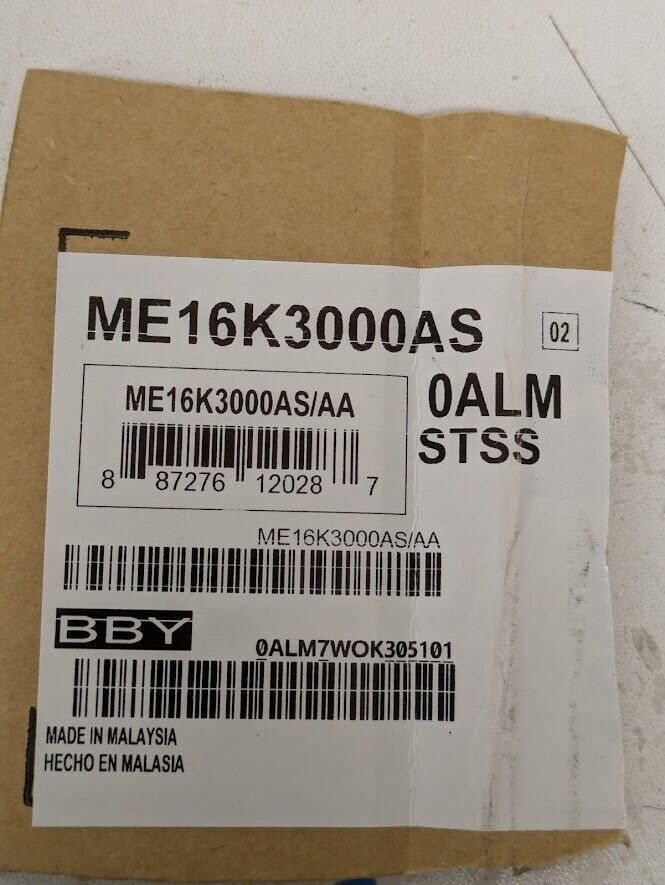 ME16K3000AS 02
ME16K3000AS/AA
0ALM
STSS
8 87276 12028 7
ME16K3000AS/AA
BBY
0ALM7WOK305101
MADE IN MALAYSIA
HECHO EN MALASIA